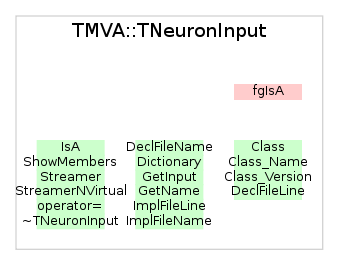 TMVA::TNeuronInput
fgIsA
IsA
ShowMembers
Streamer
StreamerNVirtual
operator=
~TNeuronInput
DeclFileName
Dictionary
GetInput
GetName
ImplFileLine
ImplFileName
Class
Class_Name
Class_Version
DeclFileLine